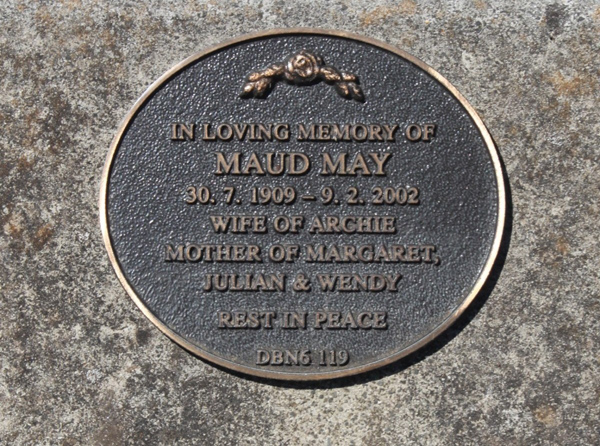 IN LOVING MEMORY OF
MAUD MAY
30. 7. 1909 – 9. 2. 2002
WIFE OF ARCHIE
MOTHER OF MARGARET,
JULIAN & WENDY
REST IN PEACE
DBN6 119